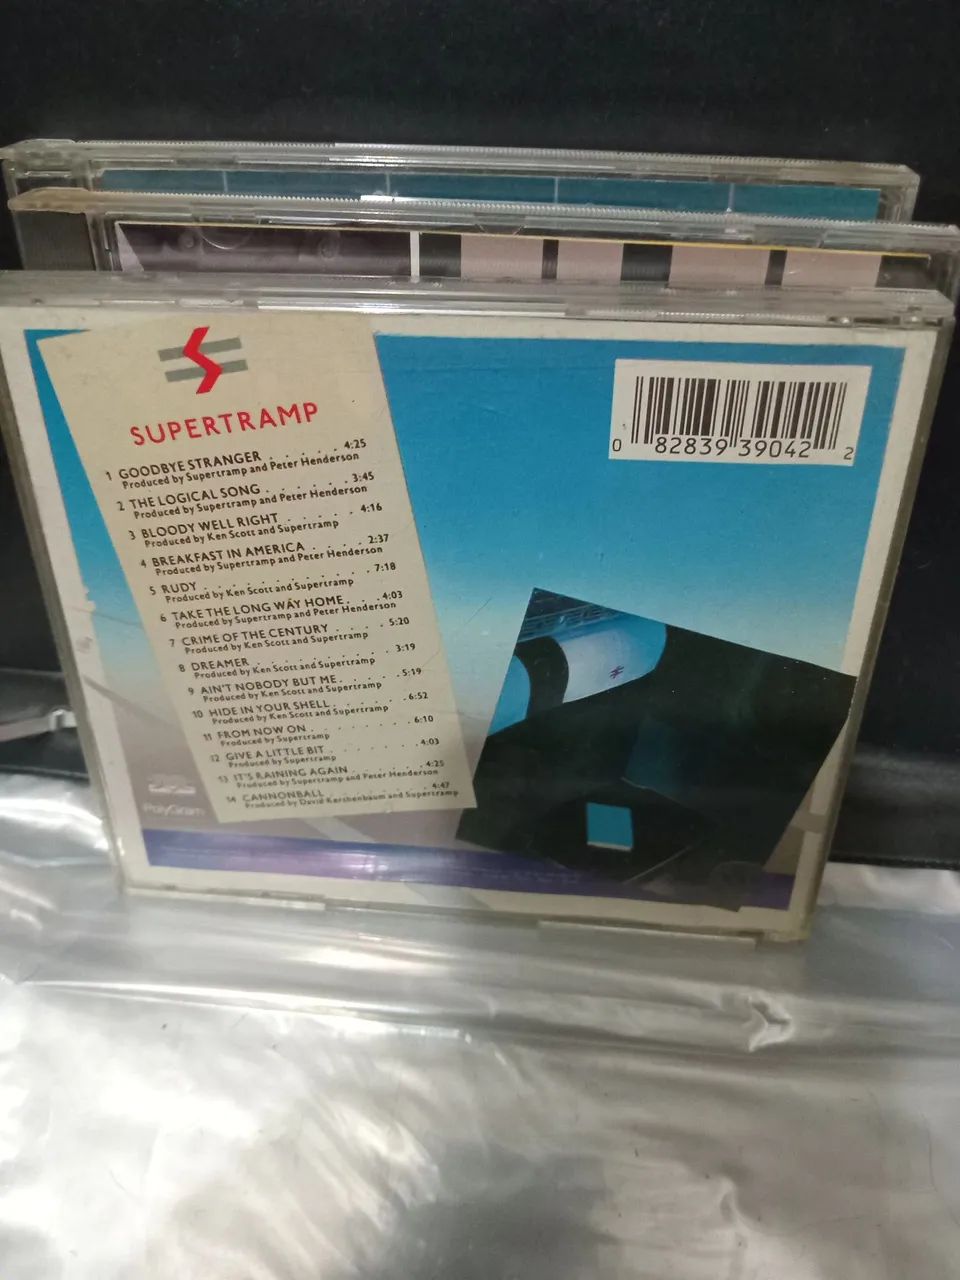 SUPERTRAMP
1 GOODBYE STRANGER . . . . . 4:25
Produced by Supertramp and Peter Henderson
2 THE LOGICAL SONG . . . . . . 3:45
Produced by Supertramp and Peter Henderson
3 BLOODY WELL RIGHT . . . . . 4:16
Produced by Ken Scott and Supertramp
4 BREAKFAST IN AMERICA . . . . 2:37
Produced by Supertramp and Peter Henderson
5 RUDY . . . . . . . . . . . 7:18
Produced by Ken Scott and Supertramp
6 TAKE THE LONG WAY HOME . . . 4:03
Produced by Supertramp and Peter Henderson
7 CRIME OF THE CENTURY . . . . 5:20
Produced by Ken Scott and Supertramp
8 DREAMER . . . . . . . . . . 3:19
Produced by Ken Scott and Supertramp
9 AIN'T NOBODY BUT ME . . . . . 5:19
Produced by Ken Scott and Supertramp
10 HIDE IN YOUR SHELL . . . . . 6:52
Produced by Ken Scott and Supertramp
11 FROM NOW ON . . . . . . . . 6:10
Produced by Supertramp
12 GIVE A LITTLE BIT . . . . . . . 4:03
Produced by Supertramp
13 IT'S RAINING AGAIN . . . . . . 4:25
Produced by Supertramp and Peter Henderson
14 CANNONBALL . . . . . . . . 4:47
Produced by David Kershenbaum and Supertramp
0 82839 39042 2
PolyGram